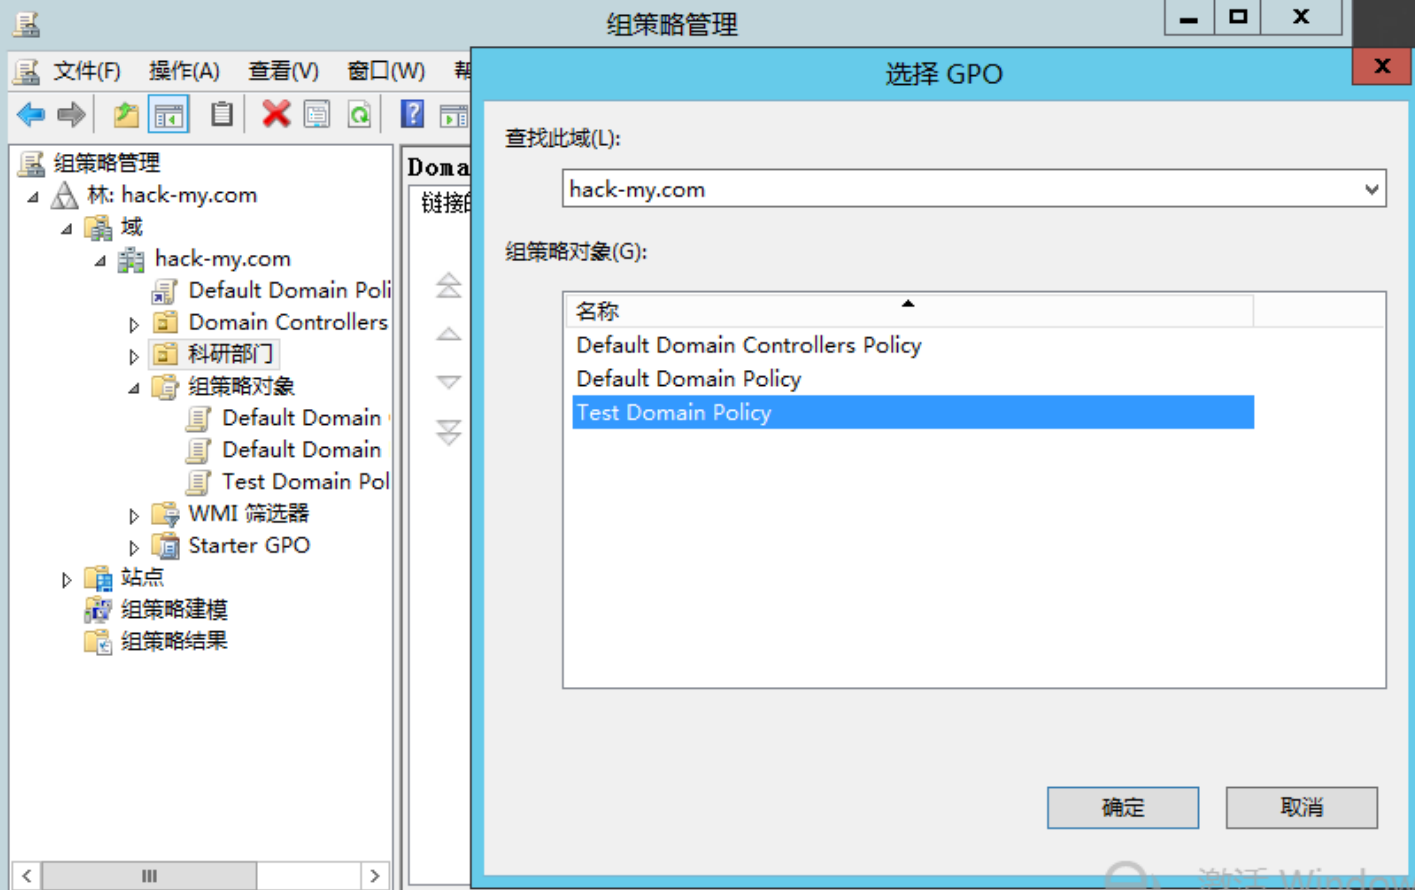 组策略管理
文件(F) 操作(A) 查看(V) 窗口(W) 帮
组策略管理
林: hack-my.com
域
hack-my.com
Default Domain Poli
Domain Controllers
科研部门
组策略对象
Default Domain
Default Domain
Test Domain Pol
WMI 筛选器
Starter GPO
站点
组策略建模
组策略结果
Doma
链接的
选择 GPO
查找此域(L):
hack-my.com
组策略对象(G):
名称
Default Domain Controllers Policy
Default Domain Policy
Test Domain Policy
确定
取消
激活 Window